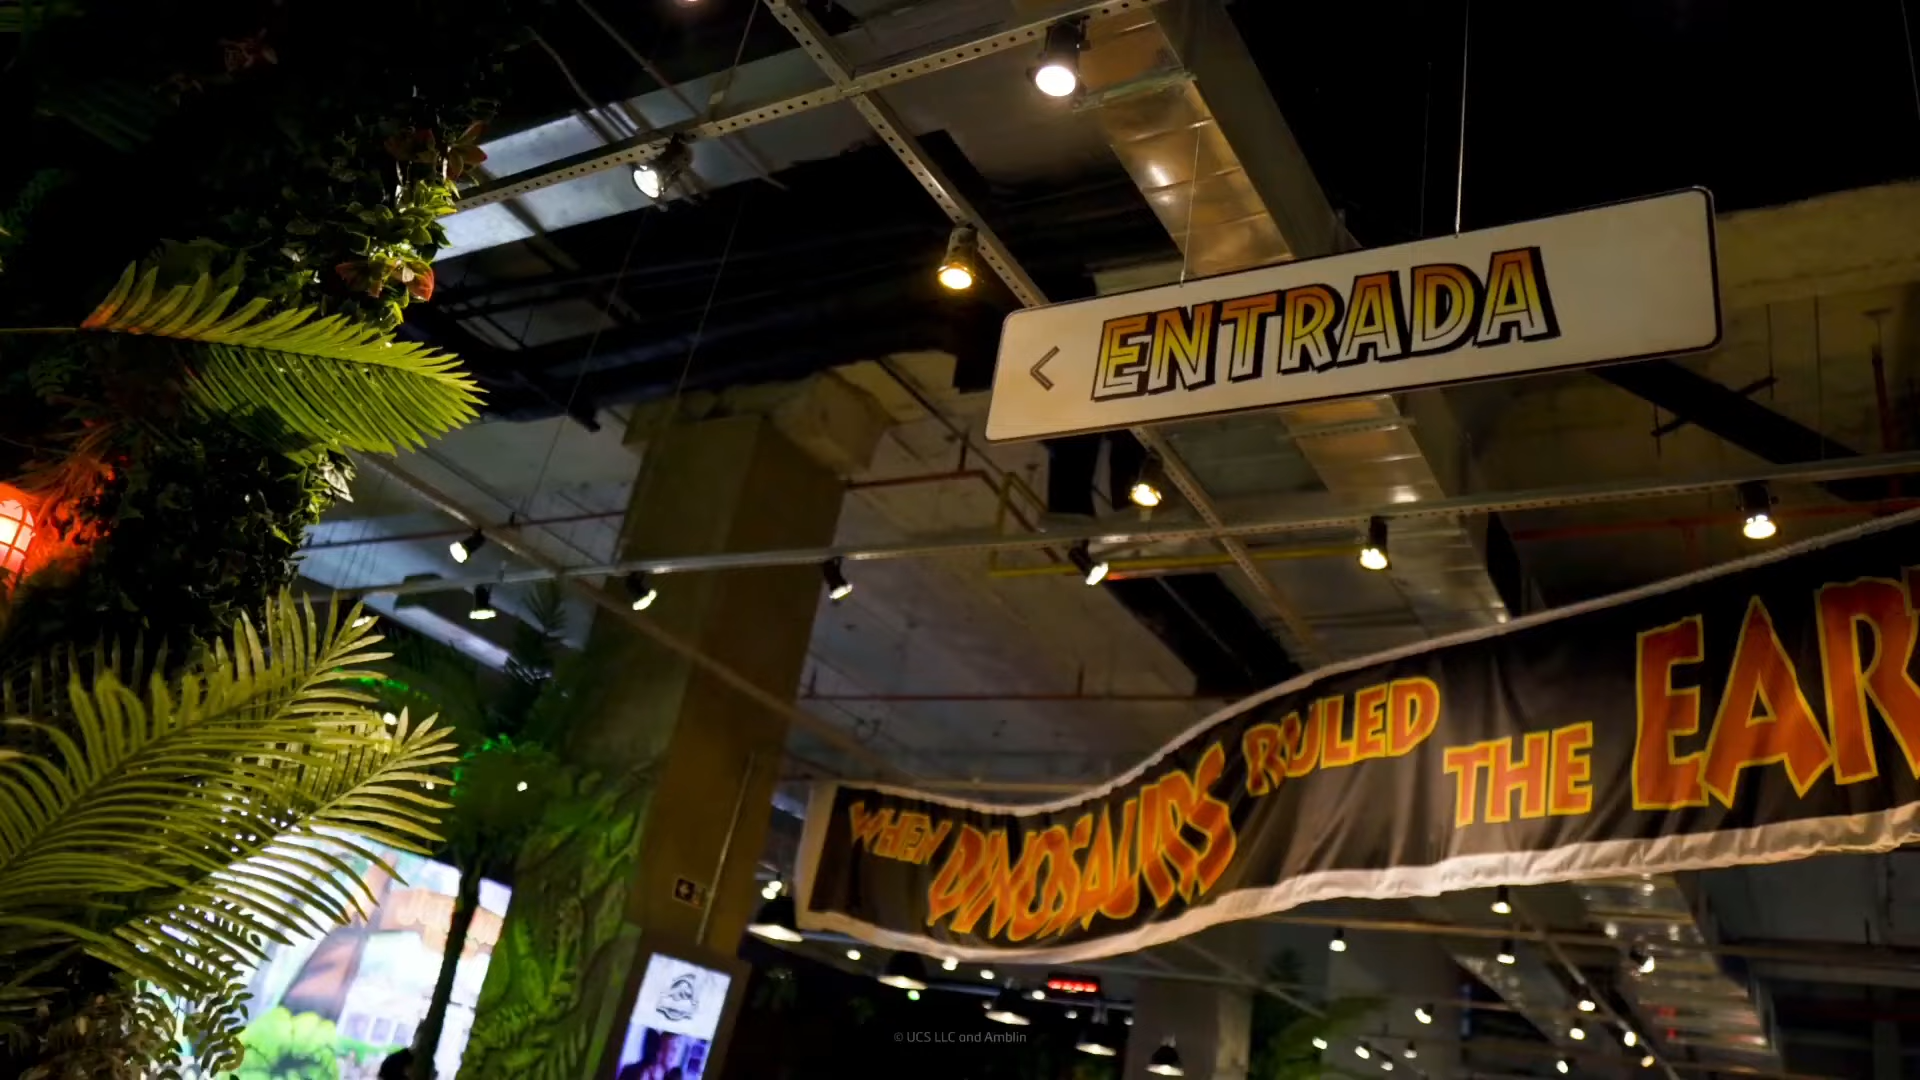 < ENTRADA
WHEN DINOSAURS RULED THE EAR
© UCS LLC and Amblin